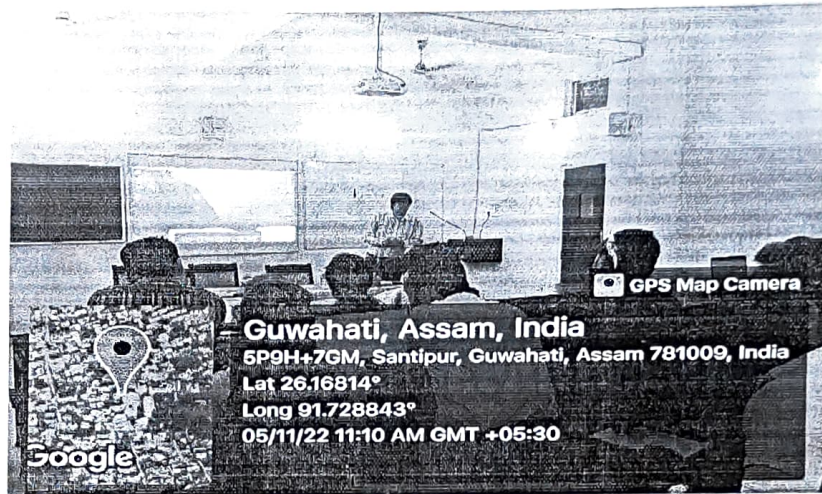 GPS Map Camera
Guwahati, Assam, India
5P9H+7GM, Santipur, Guwahati, Assam 781009, India
Lat 26.16814°
Long 91.728843°
05/11/22 11:10 AM GMT +05:30
Google